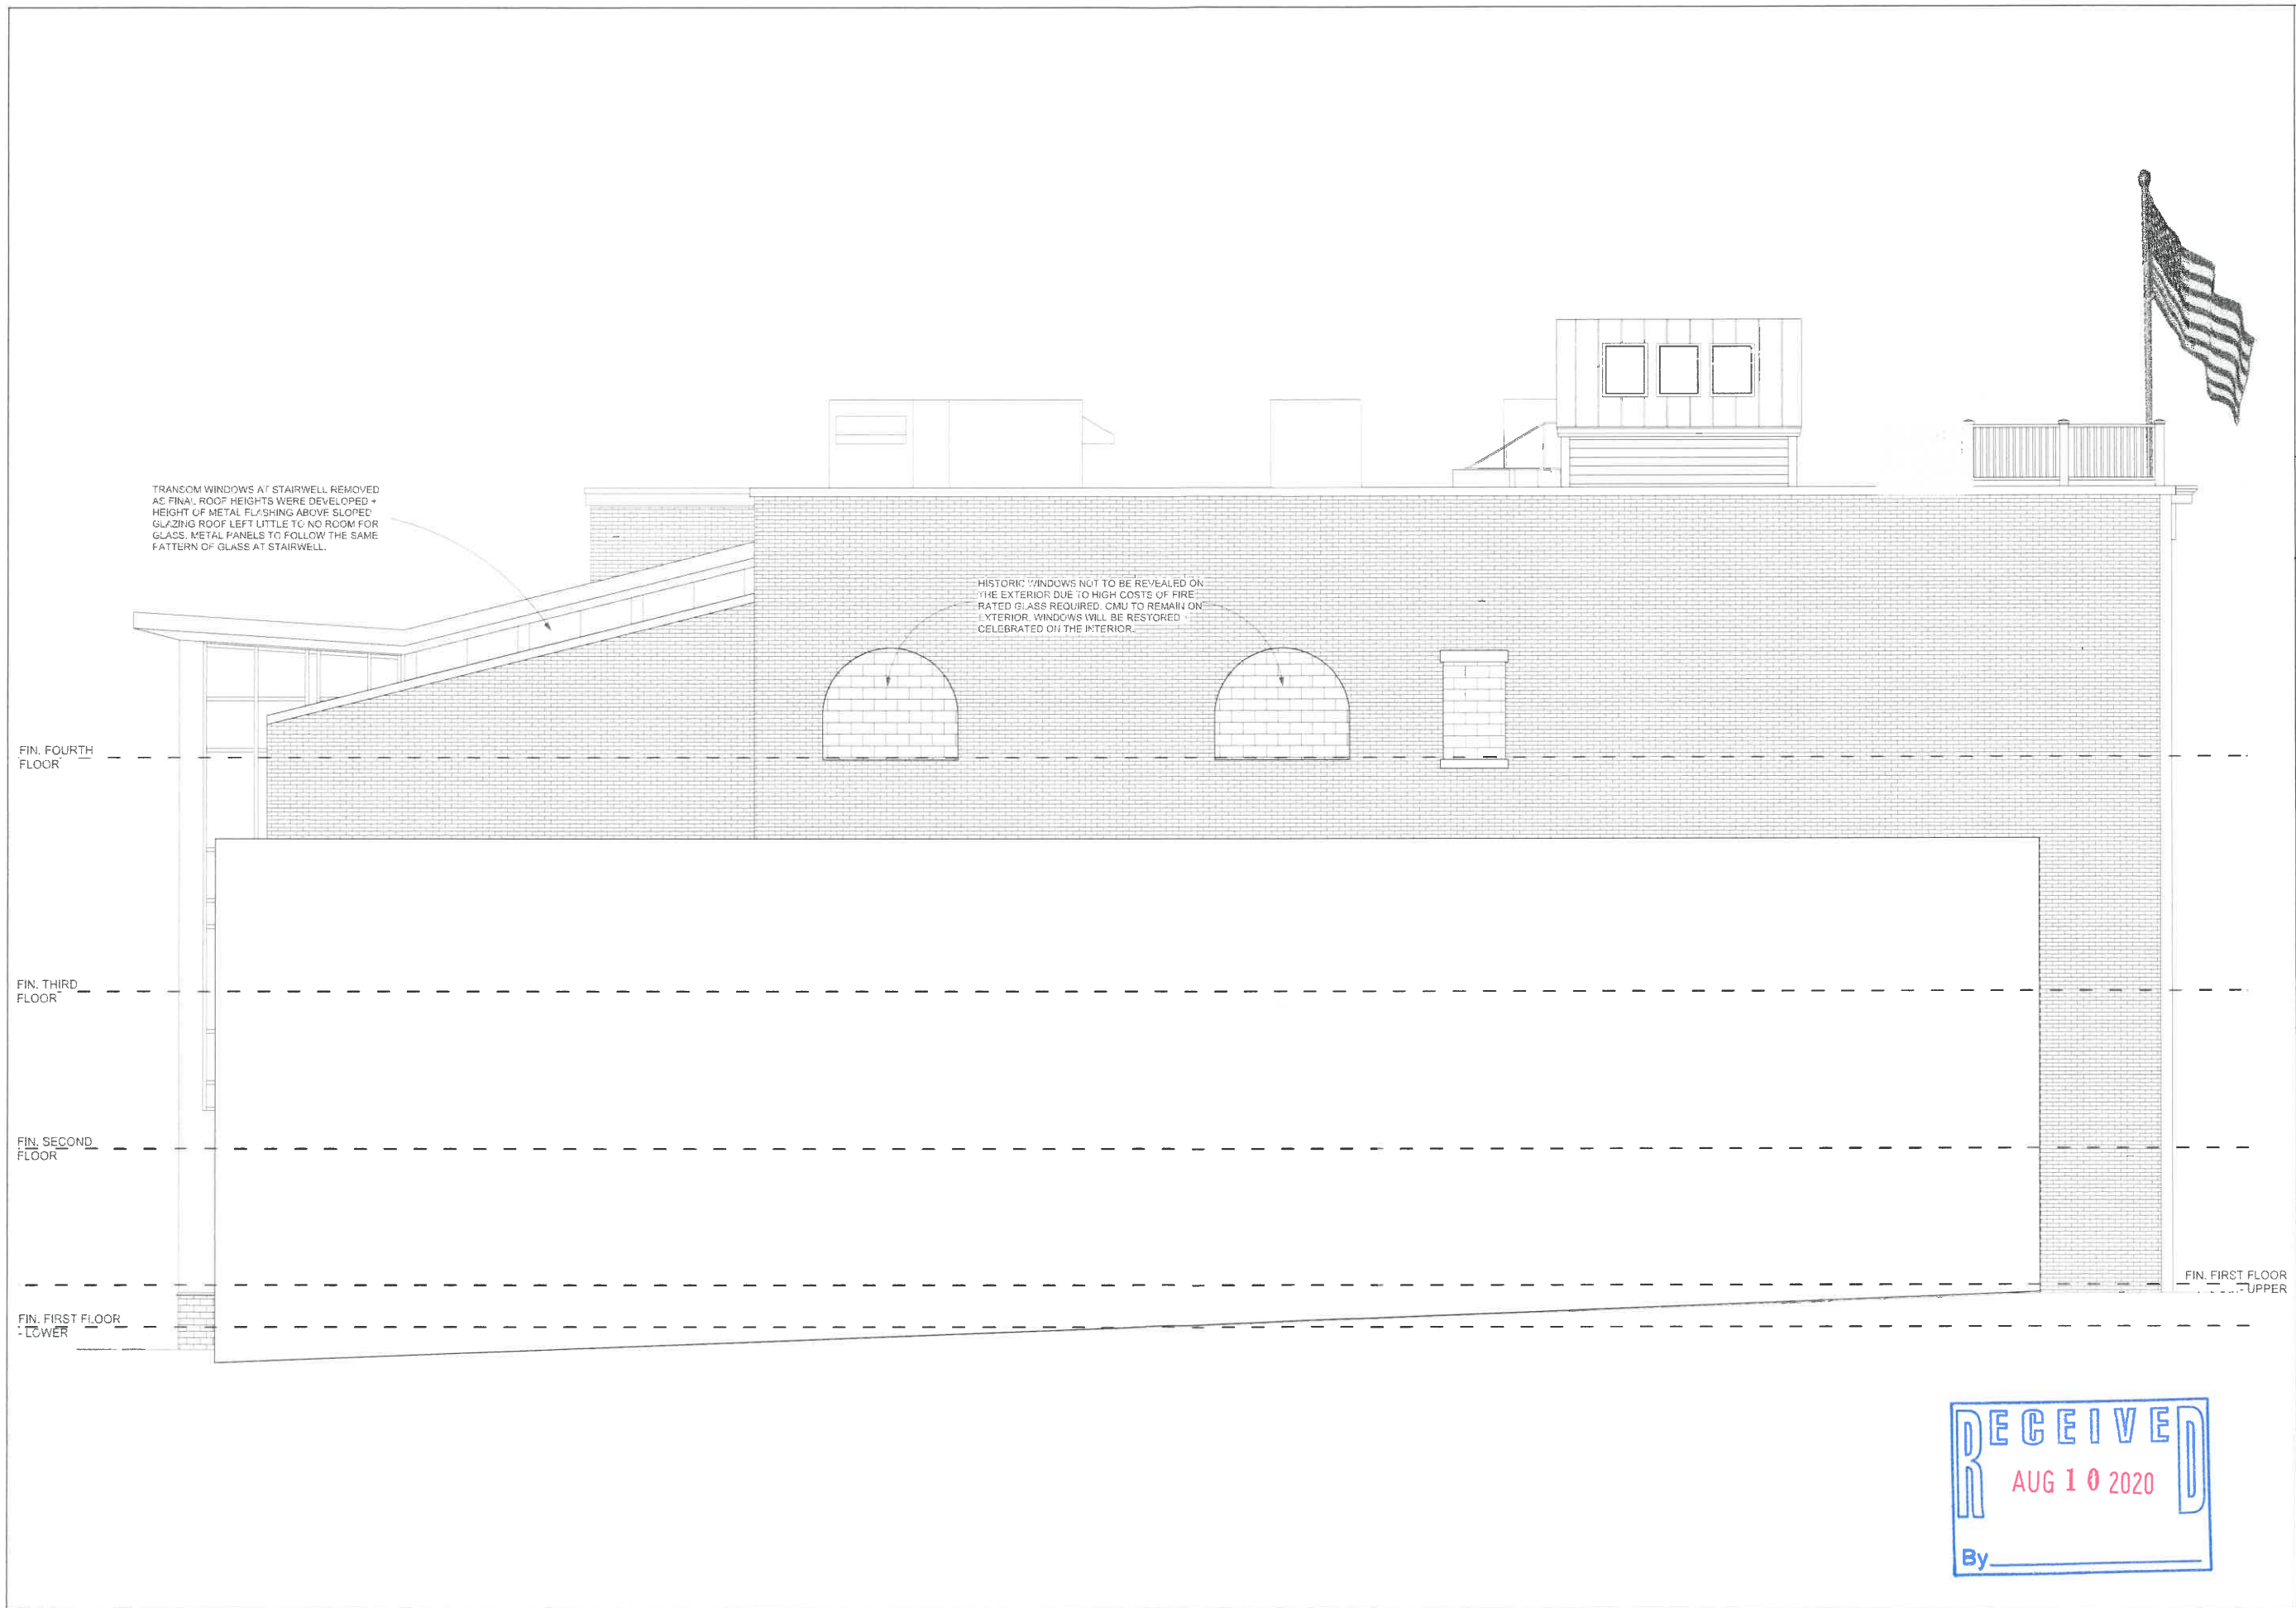 TRANSOM WINDOWS AT STAIRWELL REMOVED
AS FINAL ROOF HEIGHTS WERE DEVELOPED +
HEIGHT OF METAL FLASHING ABOVE SLOPED
GLAZING ROOF LEFT LITTLE TO NO ROOM FOR
GLASS. METAL PANELS TO FOLLOW THE SAME
PATTERN OF GLASS AT STAIRWELL.
HISTORIC WINDOWS NOT TO BE REVEALED ON
THE EXTERIOR DUE TO HIGH COSTS OF FIRE
RATED GLASS REQUIRED. CMU TO REMAIN ON
EXTERIOR. WINDOWS WILL BE RESTORED +
CELEBRATED ON THE INTERIOR.
FIN. FOURTH
FLOOR
FIN. THIRD
FLOOR
FIN. SECOND
FLOOR
FIN. FIRST FLOOR
- UPPER
FIN. FIRST FLOOR
- LOWER
RECEIVED
AUG 10 2020
By